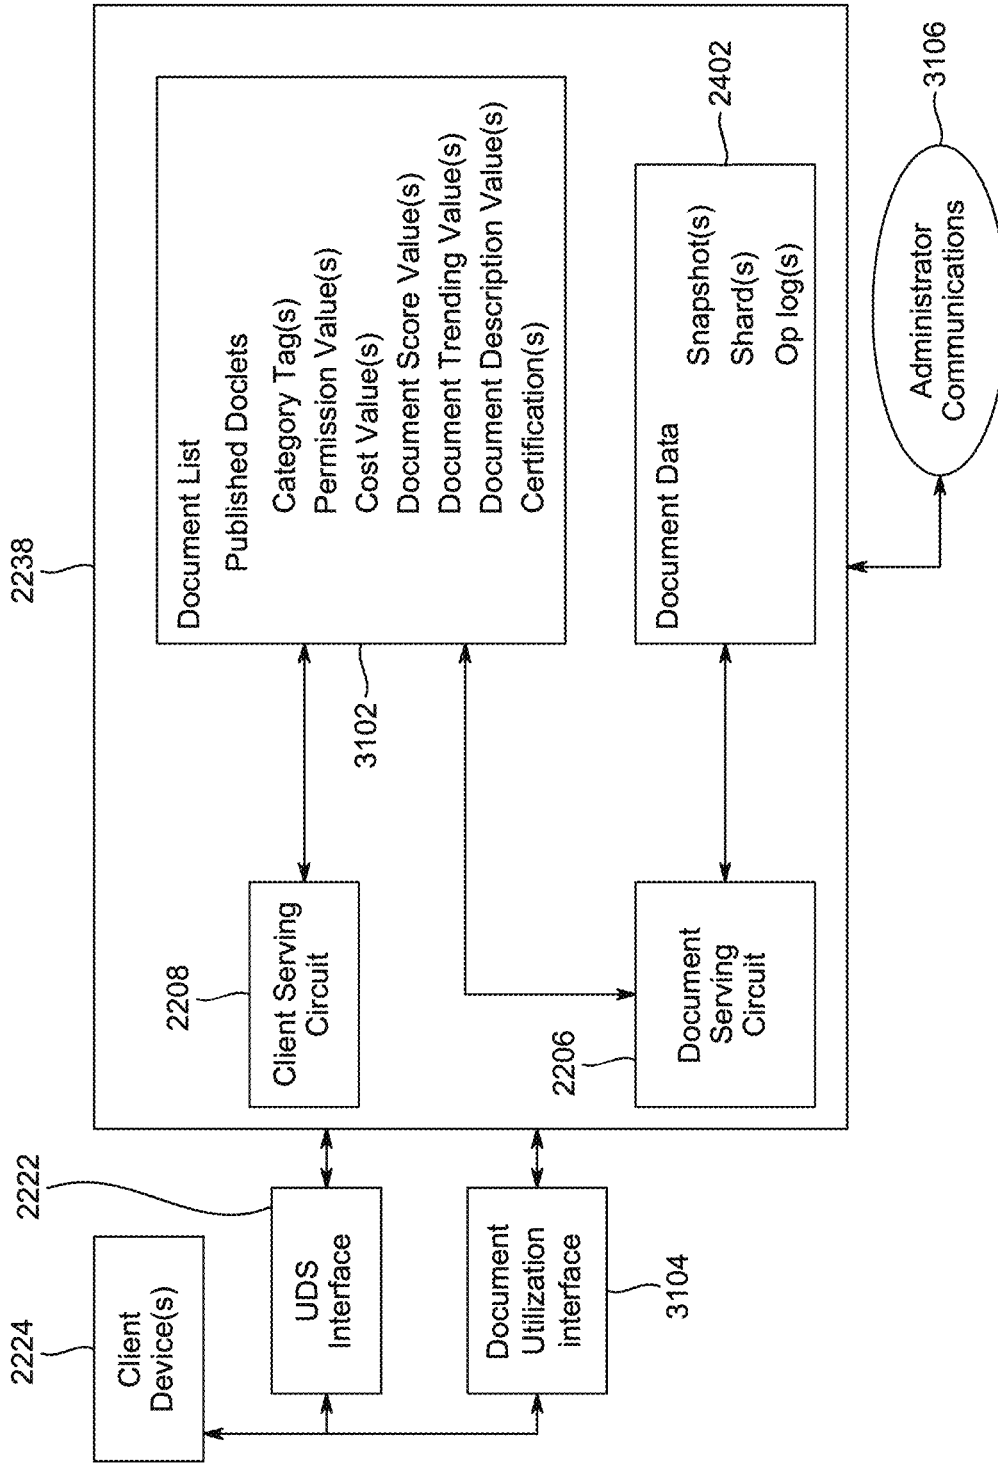 2224
Client
Device(s)
2222
UDS
Interface
Document
Utilization
interface
3104
2238
2208
Client Serving
Circuit
2206
Document
Serving
Circuit
3102
Document List
Published Doclets
Category Tag(s)
Permission Value(s)
Cost Value(s)
Document Score Value(s)
Document Trending Value(s)
Document Description Value(s)
Certification(s)
2402
Document Data
Snapshot(s)
Shard(s)
Op log(s)
3106
Administrator
Communications